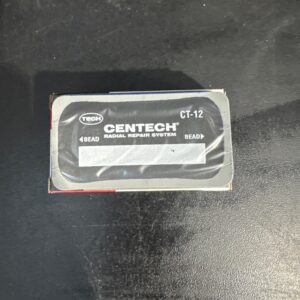 TECH
CT-12
CENTECH®
RADIAL REPAIR SYSTEM
◀BEAD BEAD▶